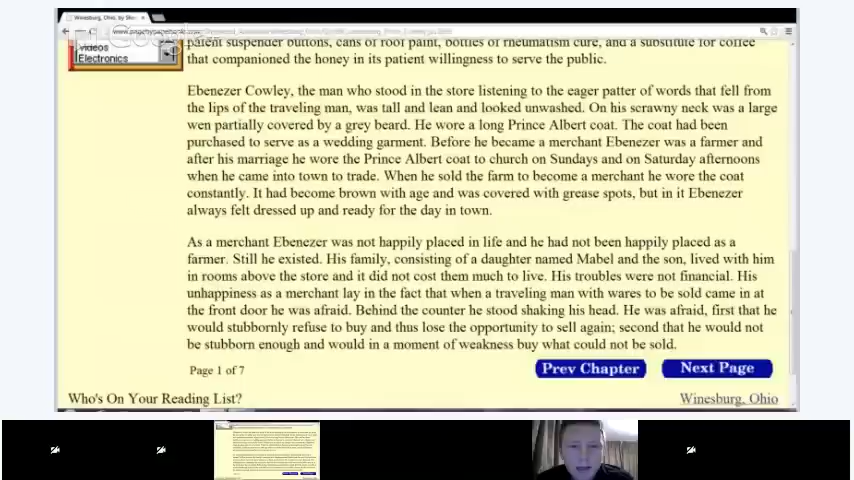 Winesburg, Ohio, by She
Videos
Electronics
patent suspender buttons, cans of roof paint, bottles of rheumatism cure, and a substitute for coffee
that companioned the honey in its patient willingness to serve the public.
Ebenezer Cowley, the man who stood in the store listening to the eager patter of words that fell from
the lips of the traveling man, was tall and lean and looked unwashed. On his scrawny neck was a large
wen partially covered by a grey beard. He wore a long Prince Albert coat. The coat had been
purchased to serve as a wedding garment. Before he became a merchant Ebenezer was a farmer and
after his marriage he wore the Prince Albert coat to church on Sundays and on Saturday afternoons
when he came into town to trade. When he sold the farm to become a merchant he wore the coat
constantly. It had become brown with age and was covered with grease spots, but in it Ebenezer
always felt dressed up and ready for the day in town.
As a merchant Ebenezer was not happily placed in life and he had not been happily placed as a
farmer. Still he existed. His family, consisting of a daughter named Mabel and the son, lived with him
in rooms above the store and it did not cost them much to live. His troubles were not financial. His
unhappiness as a merchant lay in the fact that when a traveling man with wares to be sold came in at
the front door he was afraid. Behind the counter he stood shaking his head. He was afraid, first that he
would stubbornly refuse to buy and thus lose the opportunity to sell again; second that he would not
be stubborn enough and would in a moment of weakness buy what could not be sold.
Page 1 of 7
Prev Chapter
Next Page
Who's On Your Reading List?
Winesburg, Ohio